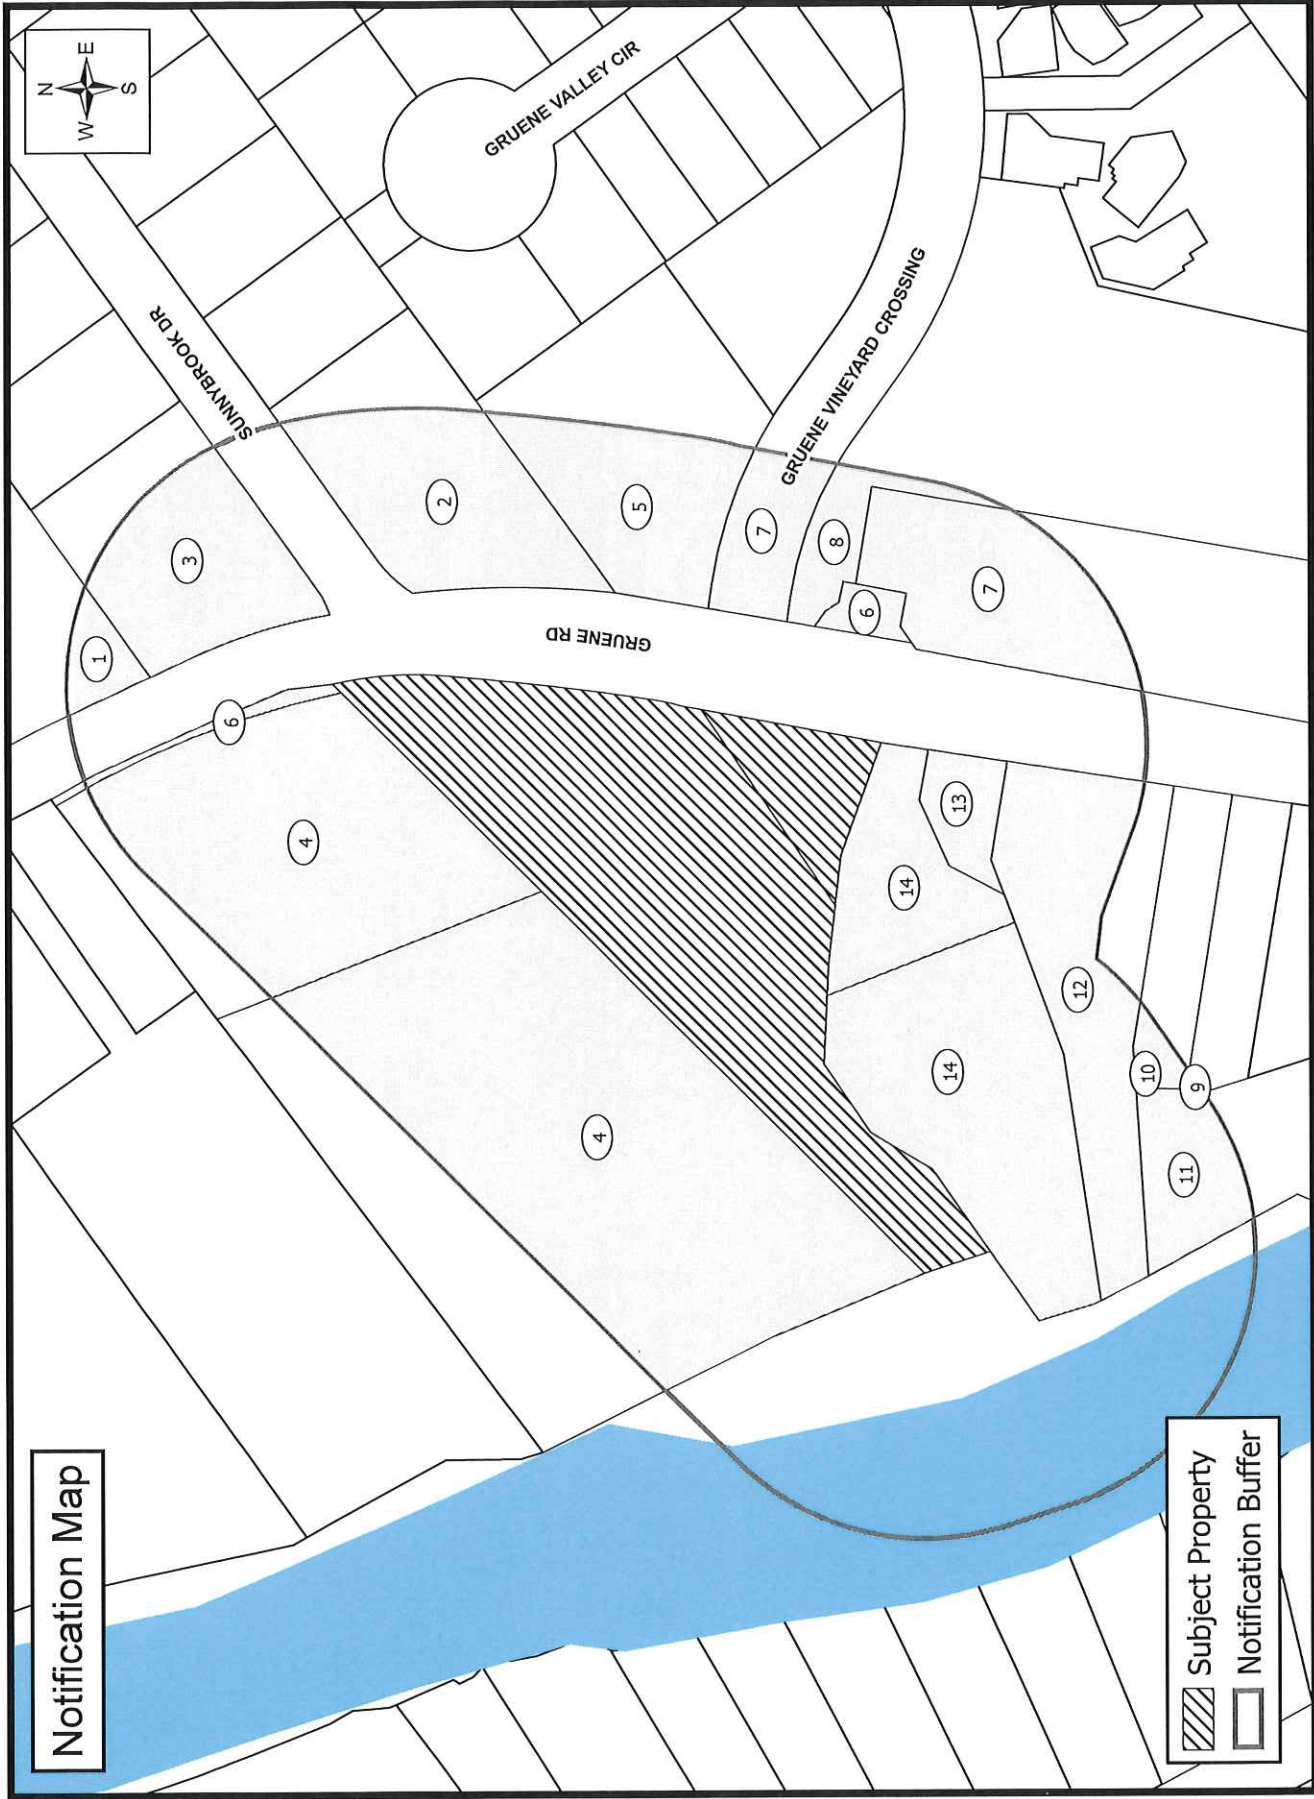 Notification Map
N
W
E
S
SUNNYBROOK DR
GRUENE VALLEY CIR
GRUENE RD
GRUENE VINEYARD CROSSING
1
3
2
6
4
5
7
8
6
7
4
13
14
14
12
10
9
11
Subject Property
Notification Buffer